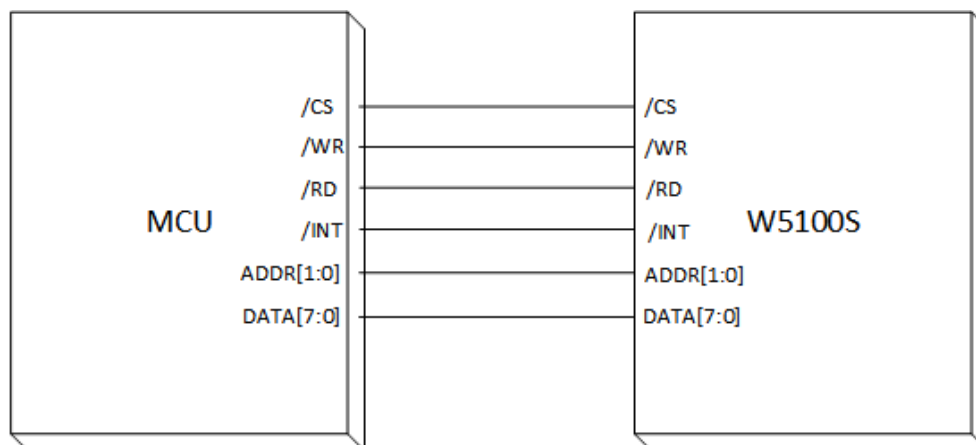 /CS
/WR
/RD
MCU
/INT
ADDR[1:0]
DATA[7:0]
/CS
/WR
/RD
W5100S
/INT
ADDR[1:0]
DATA[7:0]